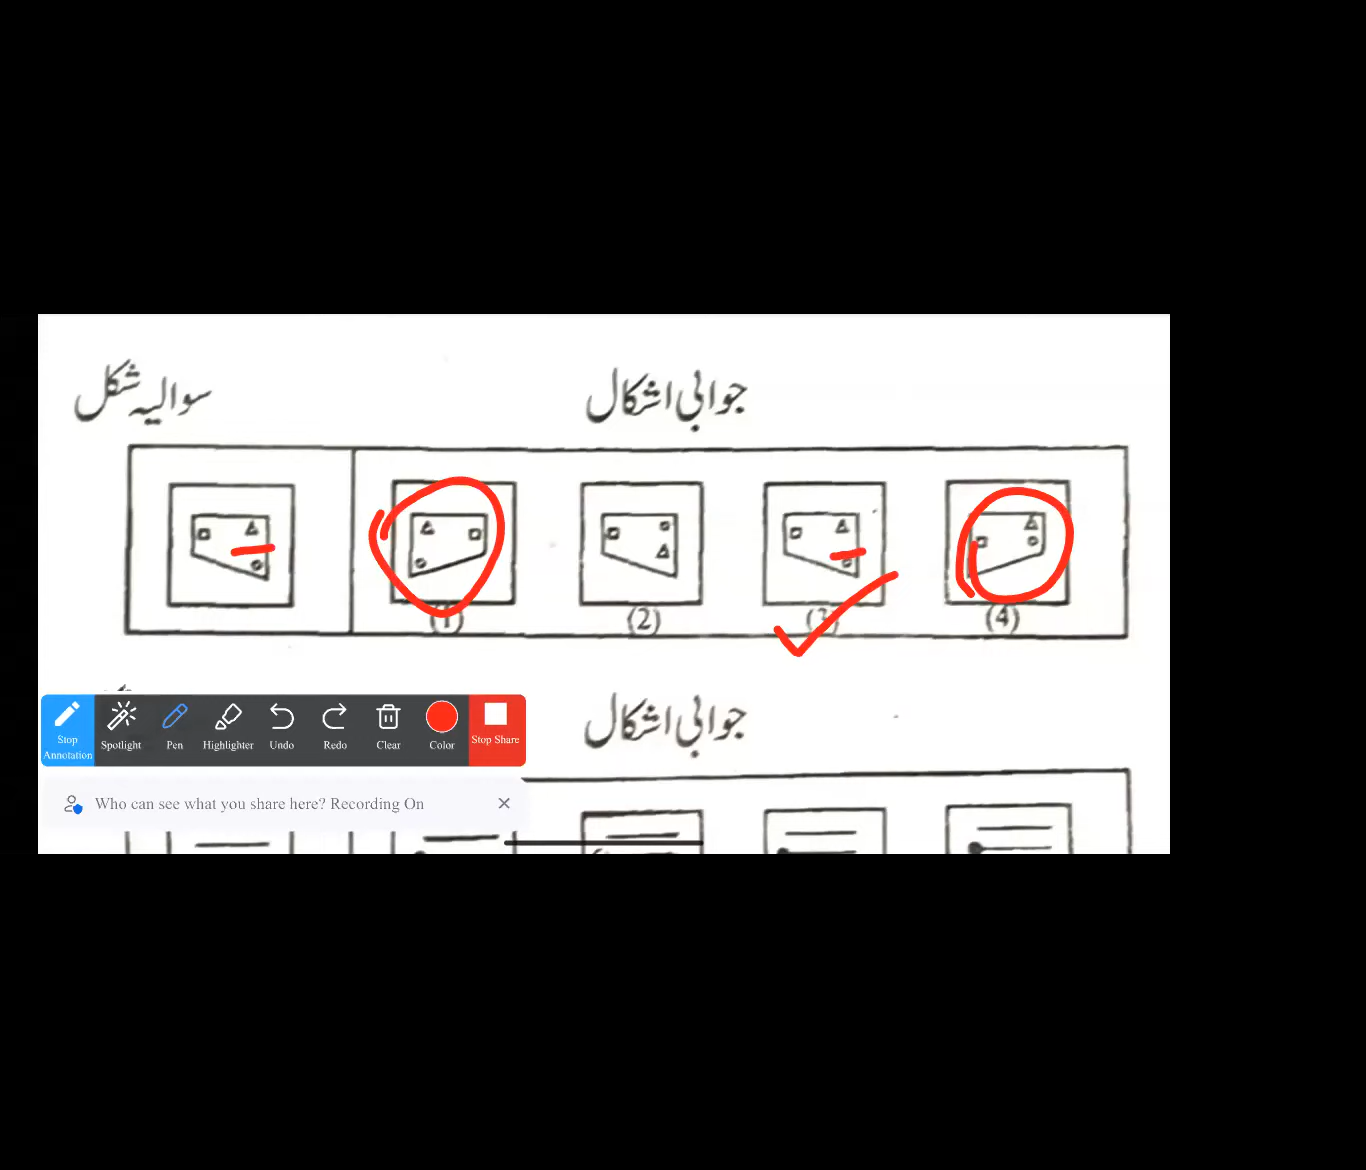 سوالیہ شکل
جوابی اشکال
(1) (2) (3) (4)
جوابی اشکال
Stop Annotation
Spotlight
Pen
Highlighter
Undo
Redo
Clear
Color
Stop Share
Who can see what you share here? Recording On